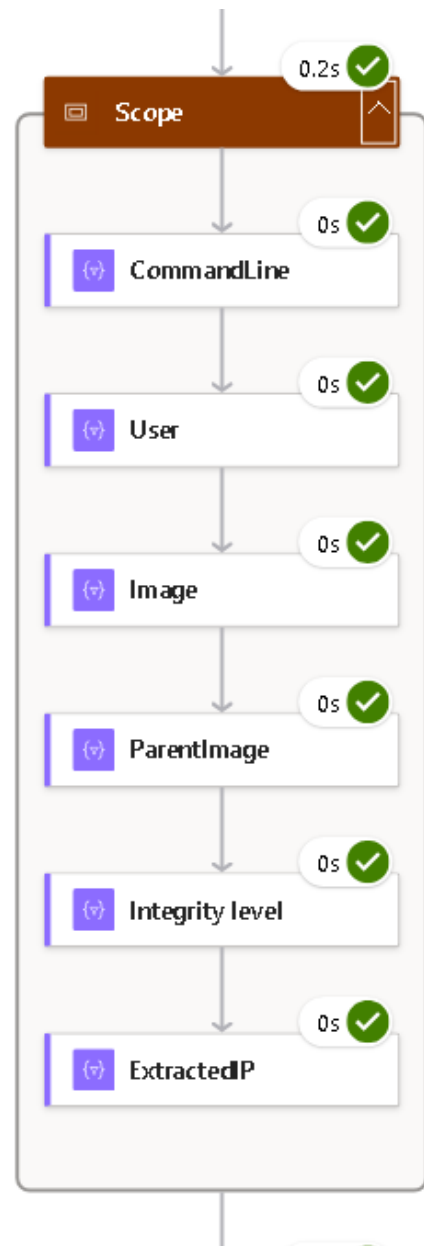 0.2s
Scope
0s
CommandLine
0s
User
0s
Image
0s
ParentImage
0s
Integrity level
0s
ExtractedIP